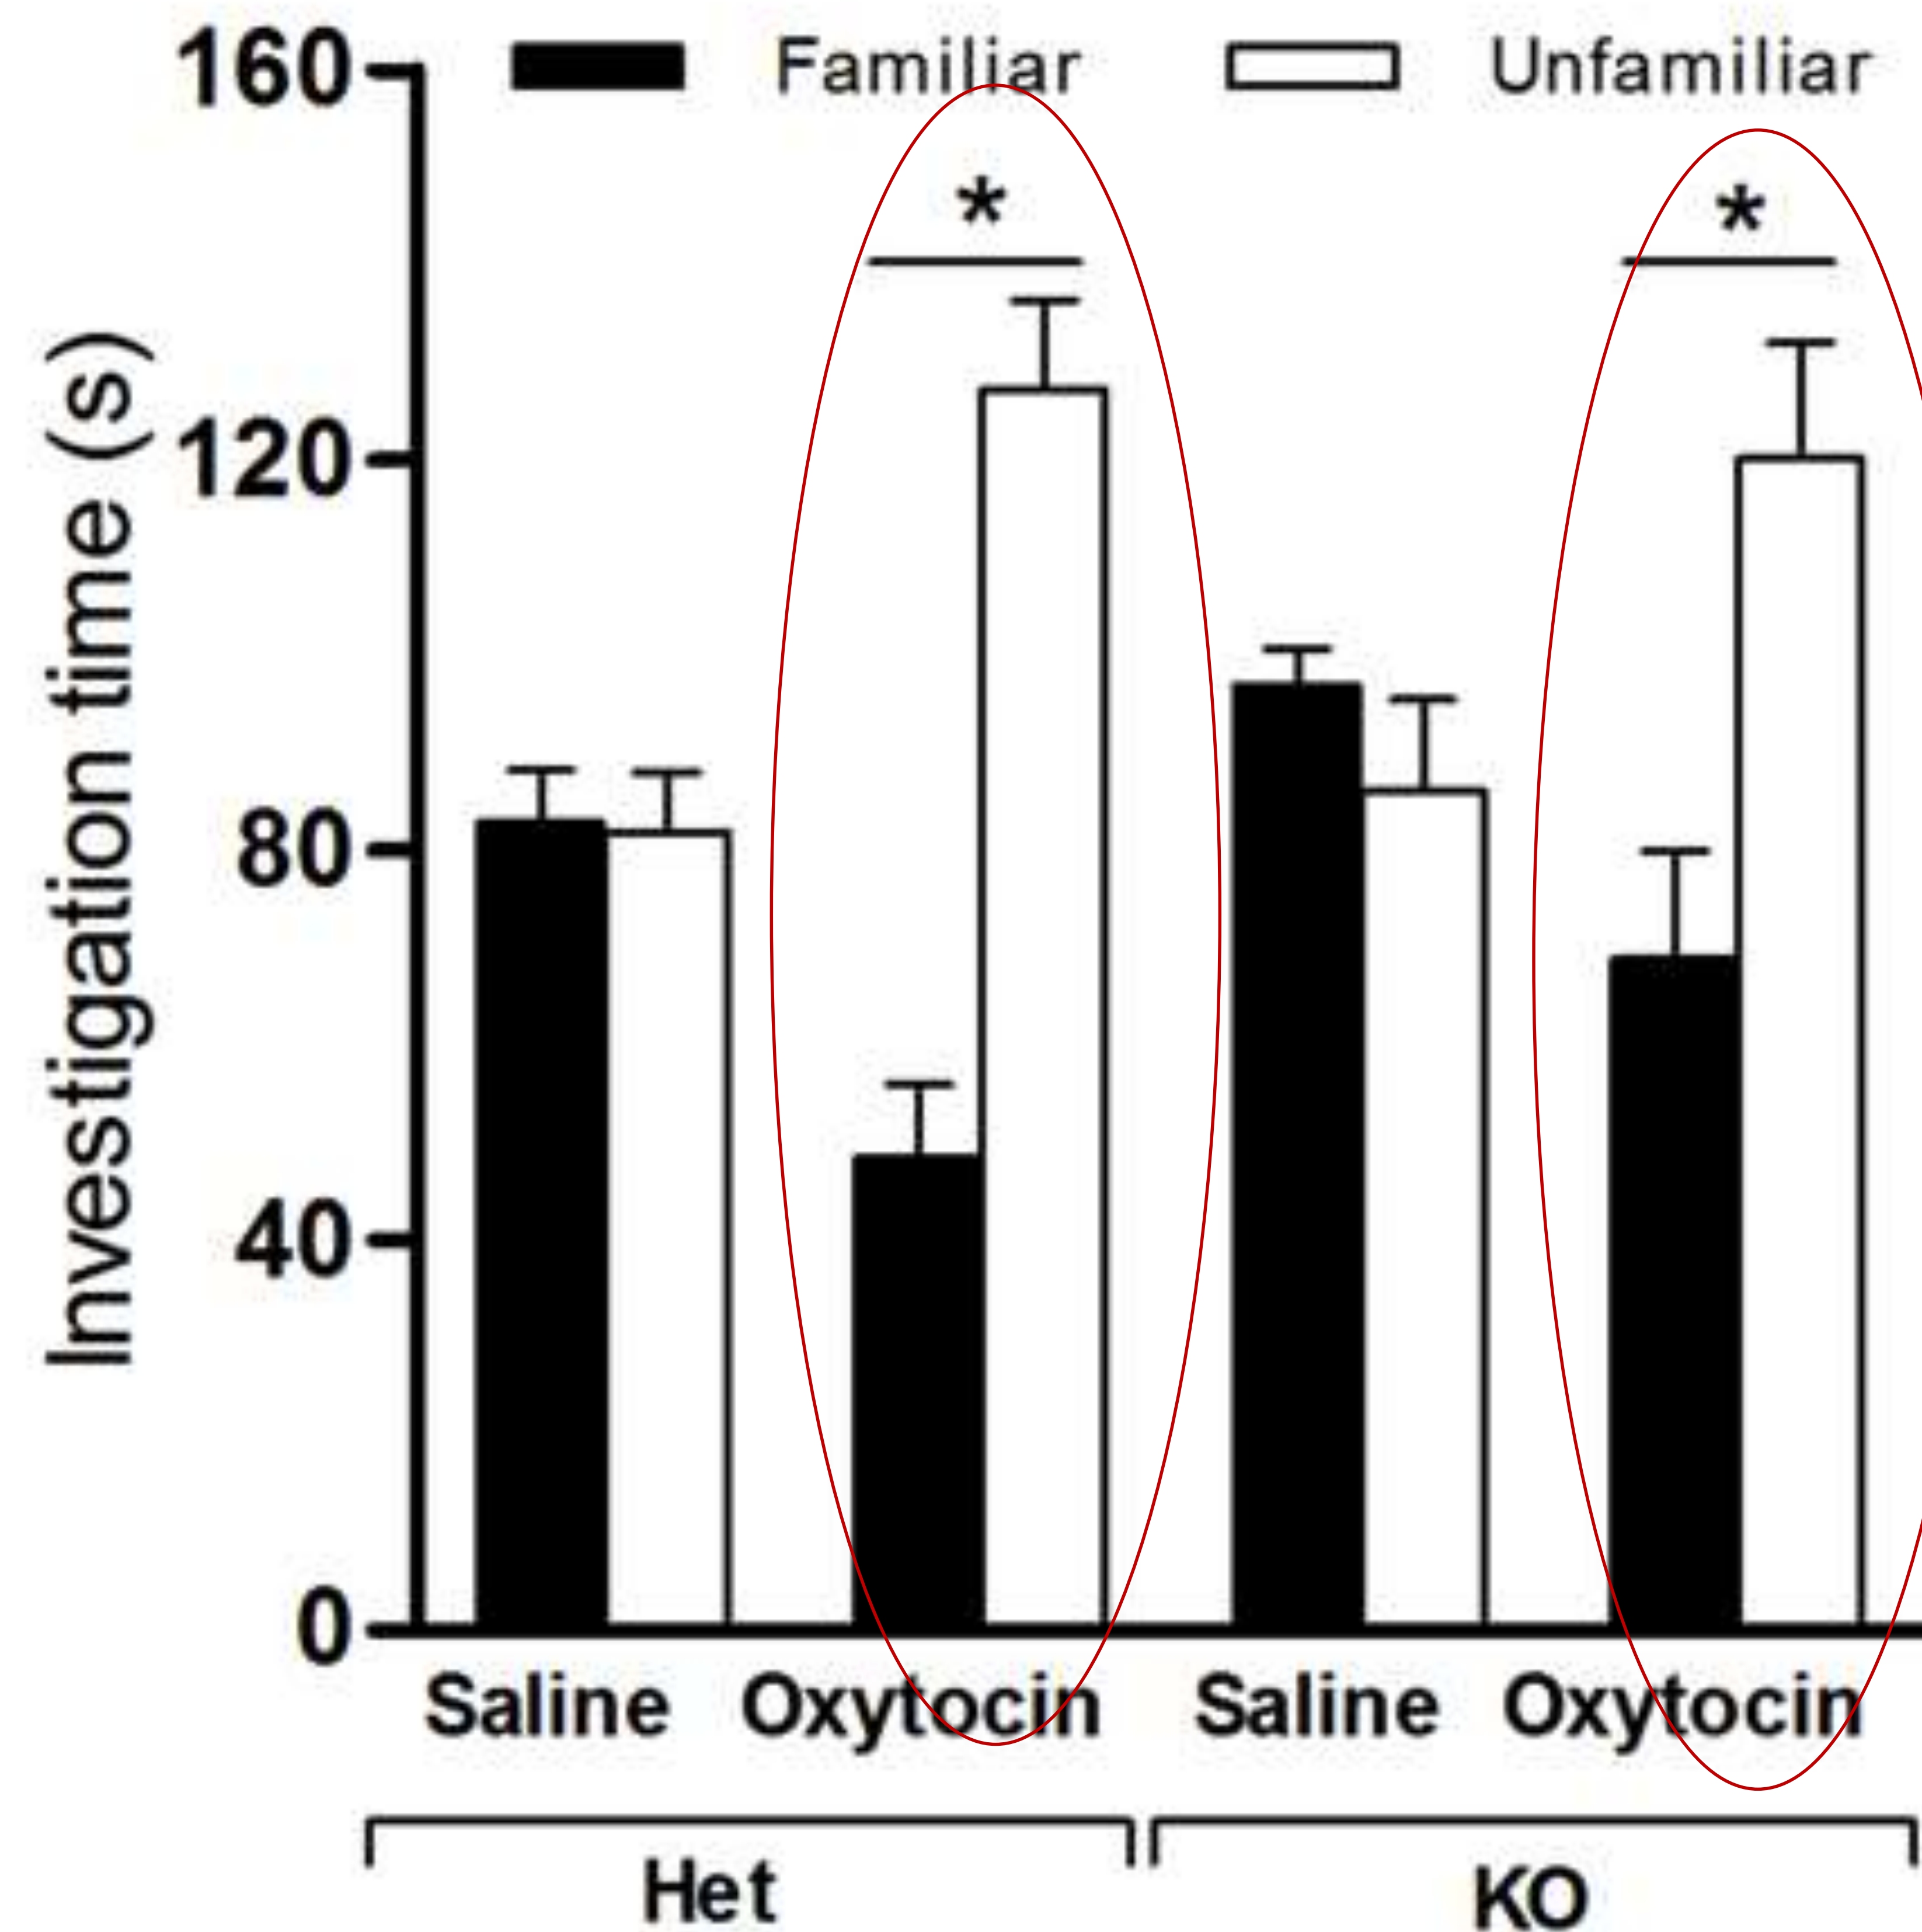 Familiar Unfamiliar
160
120
80
40
0
Investigation time (s)
*
*
Saline Oxytocin Saline Oxytocin
Het KO